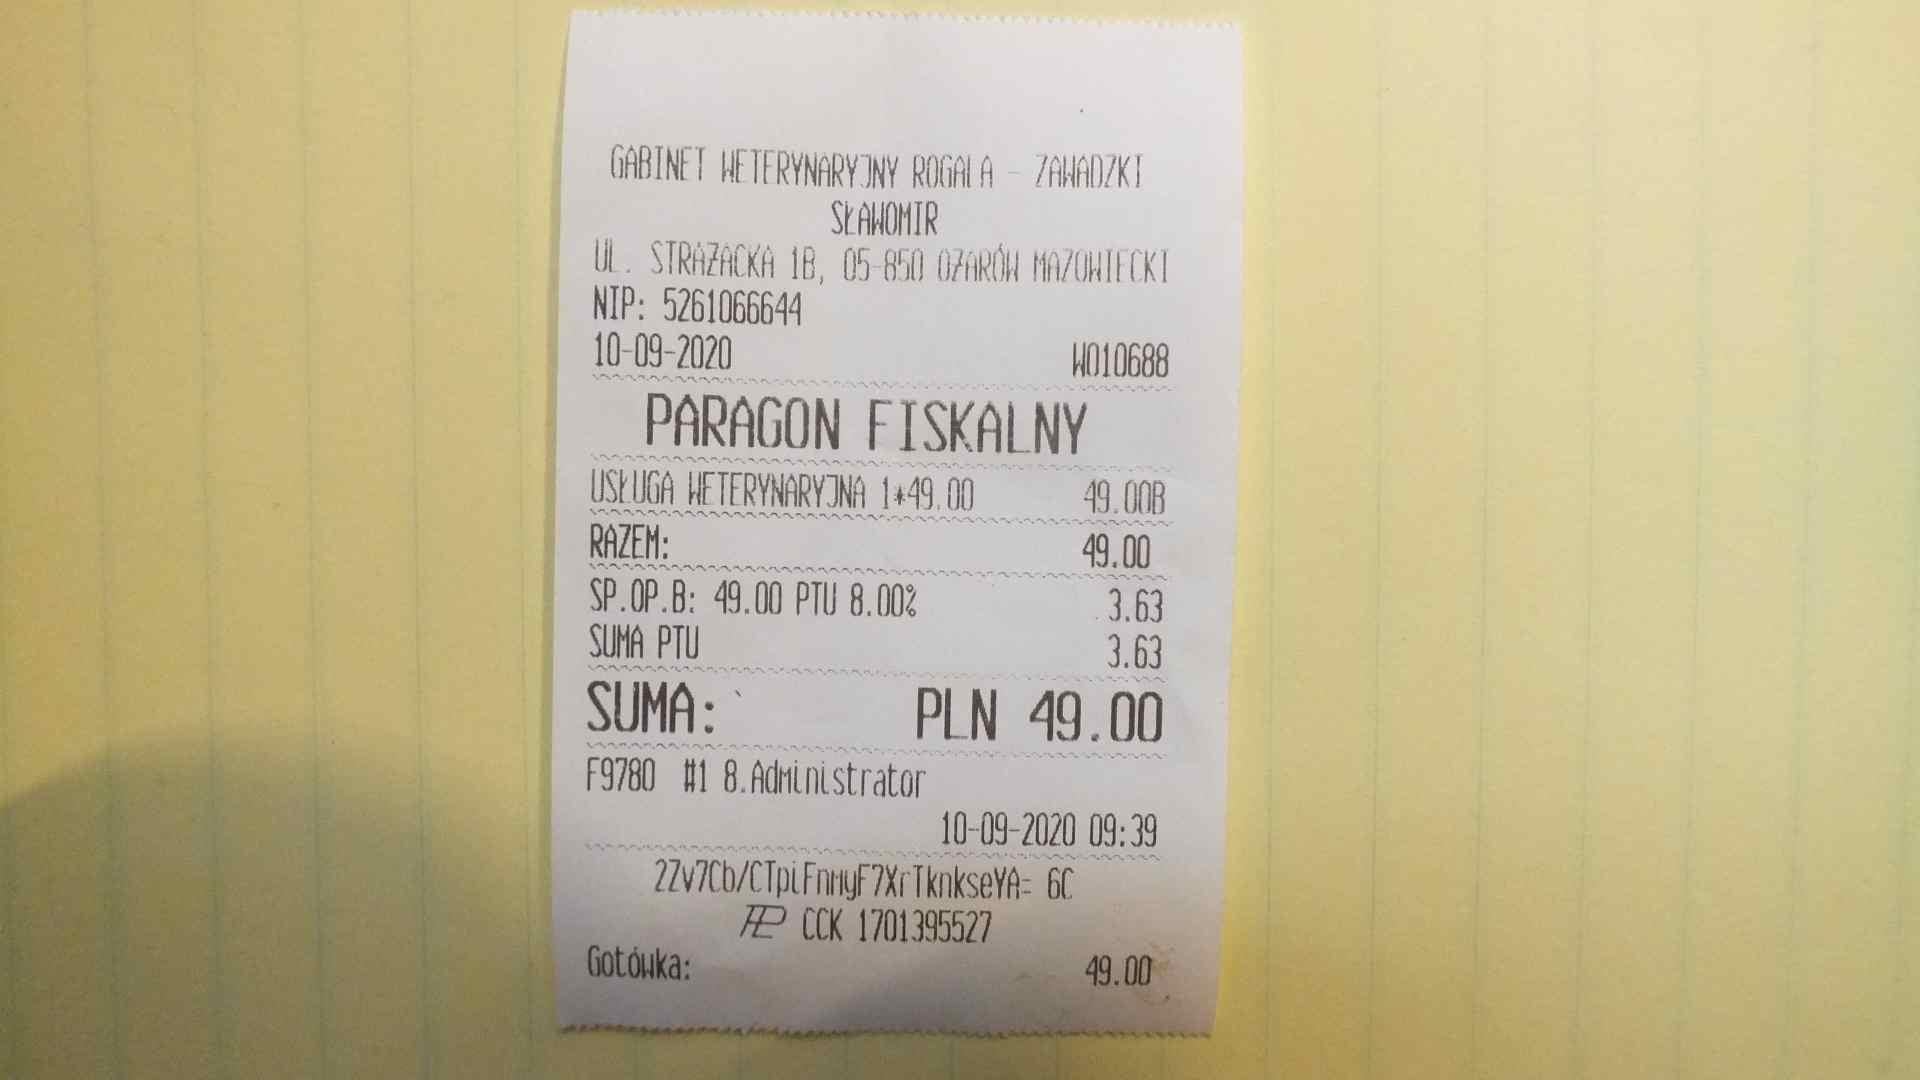 GABINET WETERYNARYJNY ROGALA - ZAWADZKI
SŁAWOMIR
UL. STRAŻACKA 1B, 05-850 OŻARÓW MAZOWIECKI
NIP: 5261066644
10-09-2020 W010688
PARAGON FISKALNY
USŁUGA WETERYNARYJNA 1*49.00 49.00B
RAZEM: 49.00
SP.OP.B: 49.00 PTU 8.00% 3.63
SUMA PTU 3.63
SUMA: PLN 49.00
F9780 #1 8.Administrator
10-09-2020 09:39
2Zv7Cb/CTpiFnmyF7XrTknkseYA= 6C
CCK 1701395527
Gotówka: 49.00